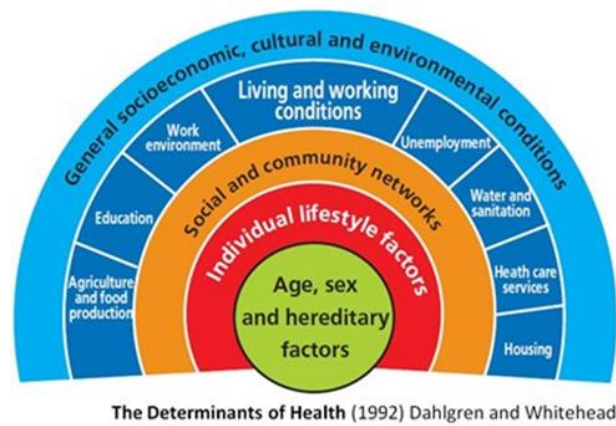 General socioeconomic, cultural and environmental conditions
Living and working
conditions
Work
environment
Unemployment
Education
Water and
sanitation
Agriculture
and food
production
Heath care
services
Housing
Social and community networks
Individual lifestyle factors
Age, sex
and hereditary
factors
The Determinants of Health (1992) Dahlgren and Whitehead